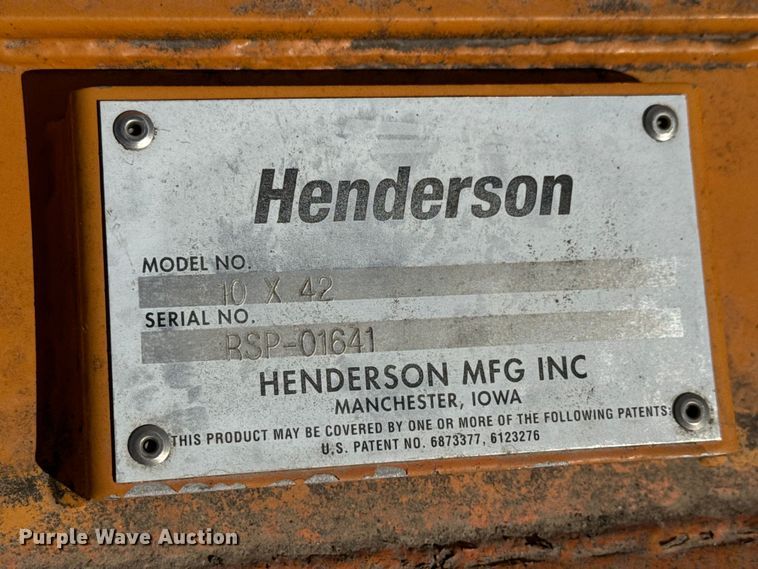 Henderson
MODEL NO.
10 X 42
SERIAL NO.
RSP-01641
HENDERSON MFG INC
MANCHESTER, IOWA
THIS PRODUCT MAY BE COVERED BY ONE OR MORE OF THE FOLLOWING PATENTS:
U.S. PATENT NO. 6873377, 6123276
Purple Wave Auction